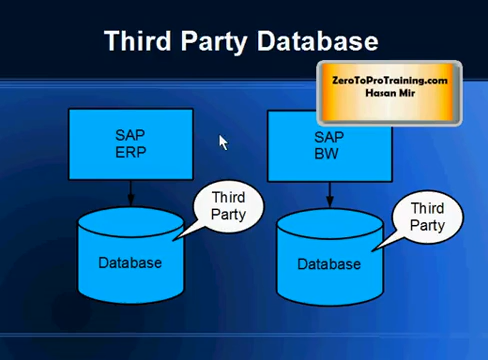 Third Party Database
ZeroToProTraining.com
Hasan Mir
SAP
ERP
SAP
BW
Third
Party
Third
Party
Database
Database